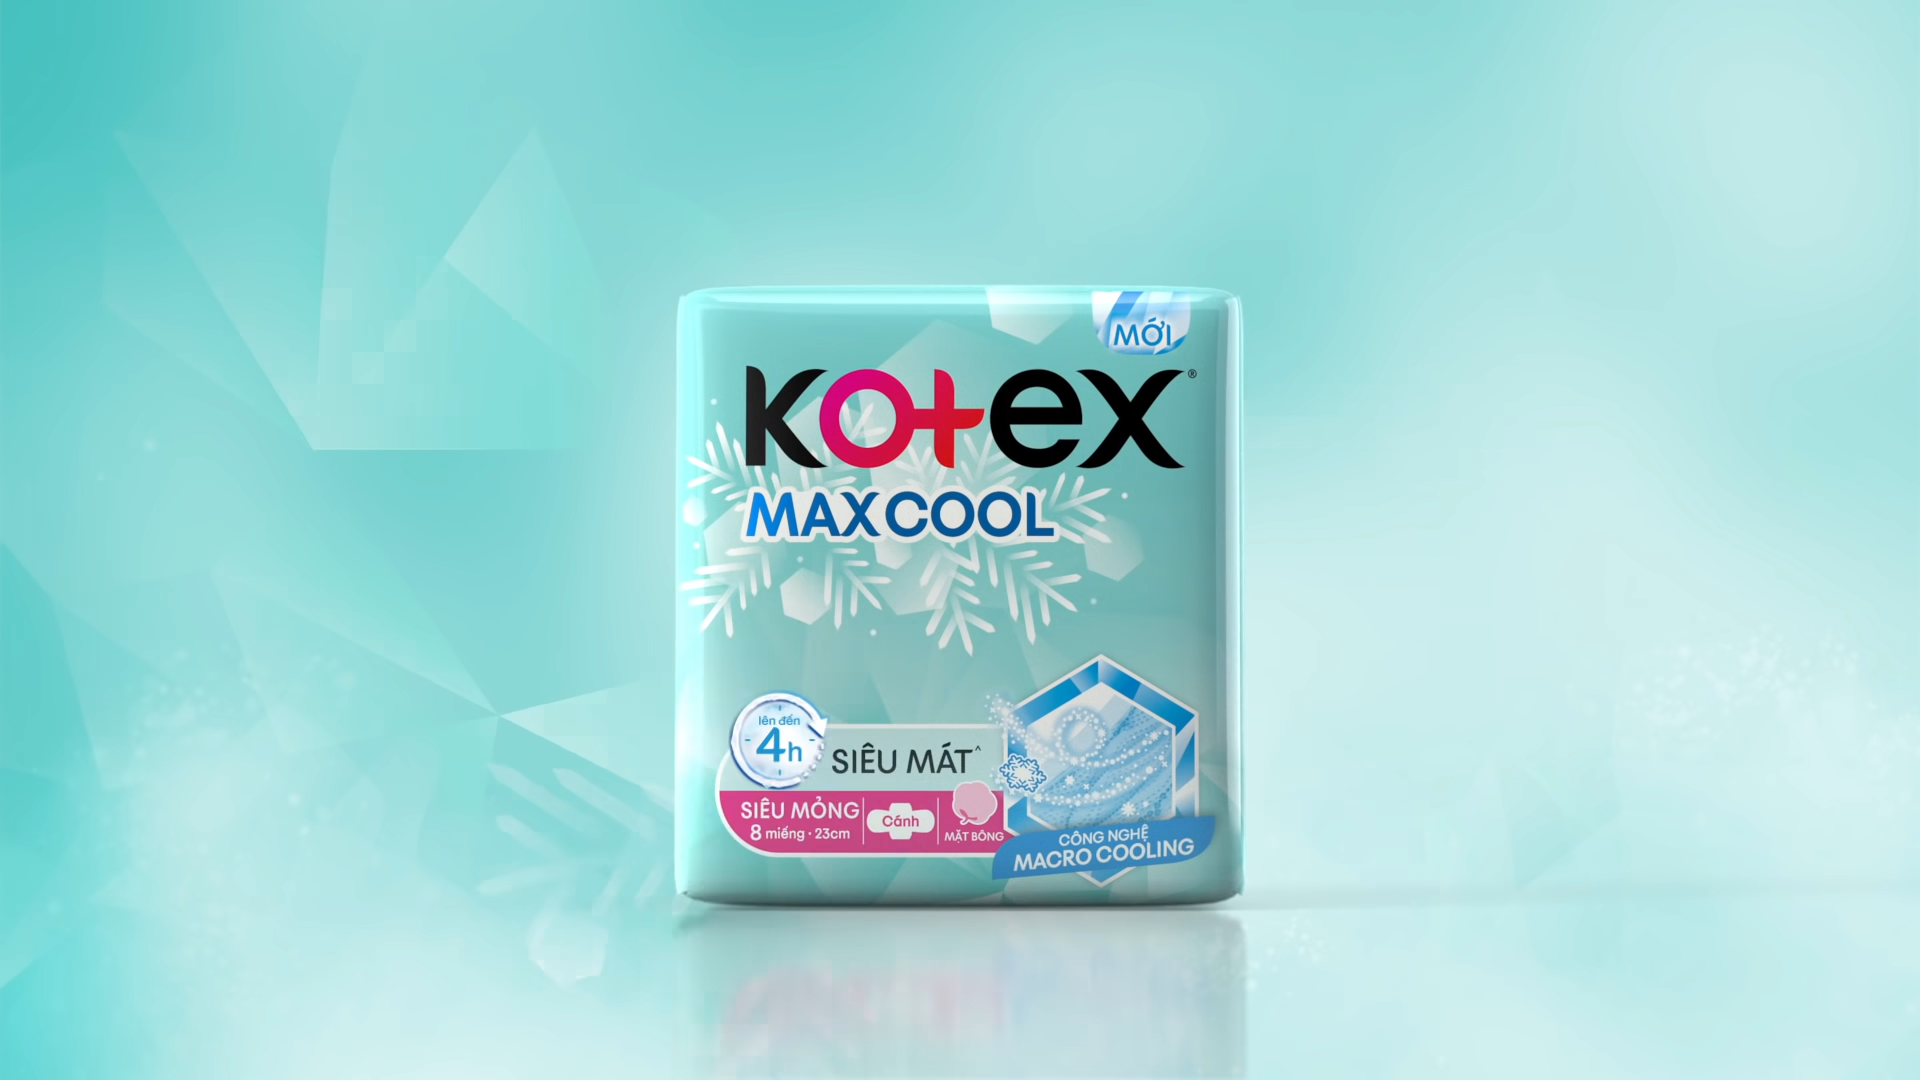 MỚI
Kotex®
MAXCOOL
lên đến
4h
SIÊU MÁT^
SIÊU MỎNG
8 miếng · 23cm
Cánh
MẶT BÔNG
CÔNG NGHỆ
MACRO COOLING